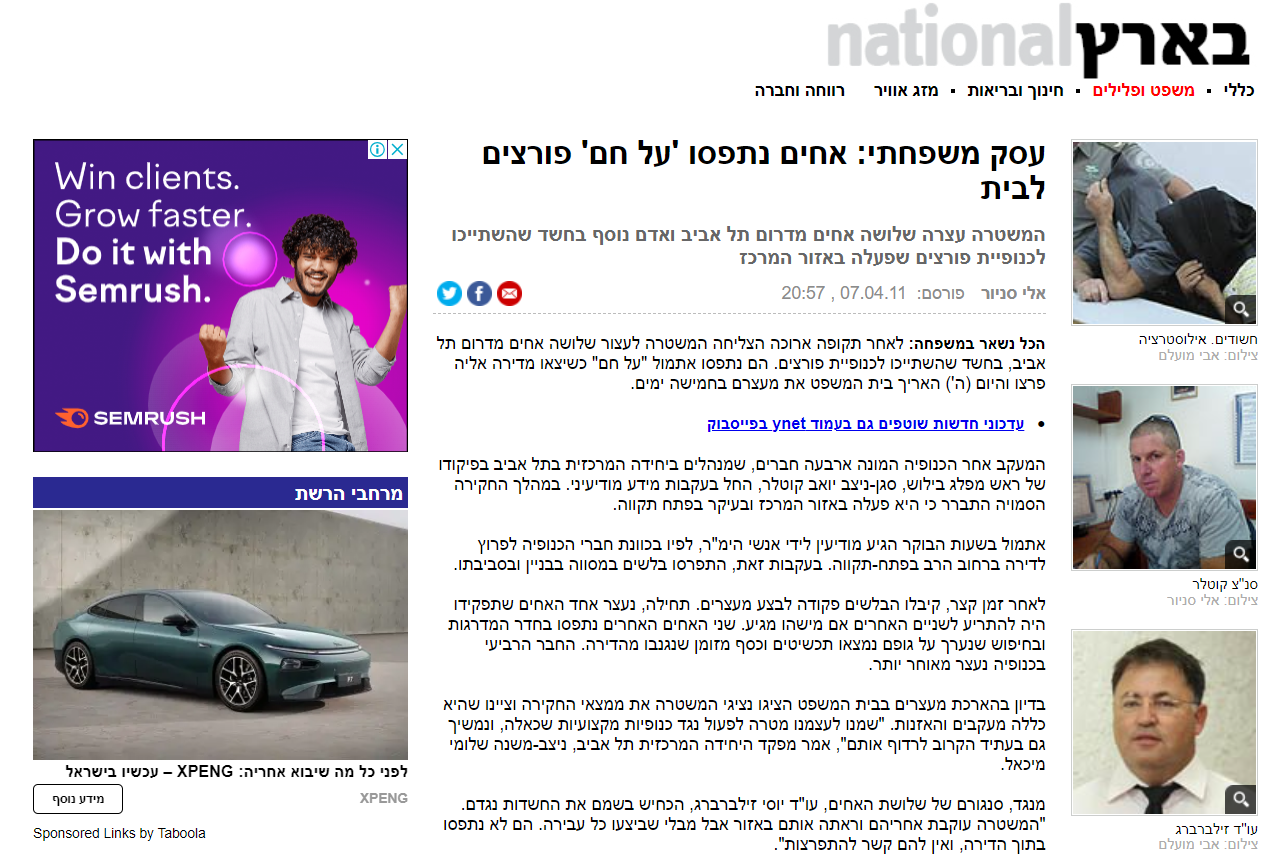 בארץ national
כללי ▪ משפט ופלילים ▪ חינוך ובריאות ▪ מזג אוויר רווחה וחברה
עסק משפחתי: אחים נתפסו 'על חם' פורצים
לבית
המשטרה עצרה שלושה אחים מדרום תל אביב ואדם נוסף בחשד שהשתייכו
לכנופיית פורצים שפעלה באזור המרכז
אלי סניור פורסם: 07.04.11 , 20:57
הכל נשאר במשפחה: לאחר תקופה ארוכה הצליחה המשטרה לעצור שלושה אחים מדרום תל
אביב, בחשד שהשתייכו לכנופיית פורצים. הם נתפסו אתמול "על חם" כשיצאו מדירה אליה
פרצו והיום (ה') האריך בית המשפט את מעצרם בחמישה ימים.
• עדכוני חדשות שוטפים גם בעמוד ynet בפייסבוק
המעקב אחר הכנופיה המונה ארבעה חברים, שמנהלים ביחידה המרכזית בתל אביב בפיקודו
של ראש מפלג בילוש, סגן-ניצב יואב קוטלר, החל בעקבות מידע מודיעיני. במהלך החקירה
הסמויה התברר כי היא פעלה באזור המרכז ובעיקר בפתח תקווה.
אתמול בשעות הבוקר הגיע מודיעין לידי אנשי הימ"ר, לפיו בכוונת חברי הכנופיה לפרוץ
לדירה ברחוב הרב בפתח-תקווה. בעקבות זאת, התפרסו בלשים במסווה בבניין ובסביבתו.
לאחר זמן קצר, קיבלו הבלשים פקודה לבצע מעצרים. תחילה, נעצר אחד האחים שתפקידו
היה להתריע לשניים האחרים אם מישהו מגיע. שני האחים האחרים נתפסו בחדר המדרגות
ובחיפוש שנערך על גופם נמצאו תכשיטים וכסף מזומן שנגנבו מהדירה. החבר הרביעי
בכנופיה נעצר מאוחר יותר.
בדיון בהארכת מעצרים בבית המשפט הציגו נציגי המשטרה את ממצאי החקירה וציינו שהיא
כללה מעקבים והאזנות. "שמנו לעצמנו מטרה לפעול נגד כנופיות מקצועיות שכאלה, ונמשיך
גם בעתיד הקרוב לרדוף אותם", אמר מפקד היחידה המרכזית תל אביב, ניצב-משנה שלומי
מיכאל.
מנגד, סנגורם של שלושת האחים, עו"ד יוסי זילברברג, הכחיש בשמם את החשדות נגדם.
"המשטרה עוקבת אחריהם וראתה אותם באזור אבל מבלי שביצעו כל עבירה. הם לא נתפסו
בתוך הדירה, ואין להם קשר להתפרצות".
חשודים. אילוסטרציה
צילום: אבי מועלם
סנ"צ קוטלר
צילום: אלי סניור
עו"ד זילברברג
צילום: אבי מועלם
Win clients.
Grow faster.
Do it with
Semrush.
SEMRUSH
מרחבי הרשת
P7
לפני כל מה שיבוא אחריה: XPENG – עכשיו בישראל
XPENG
מידע נוסף
Sponsored Links by Taboola